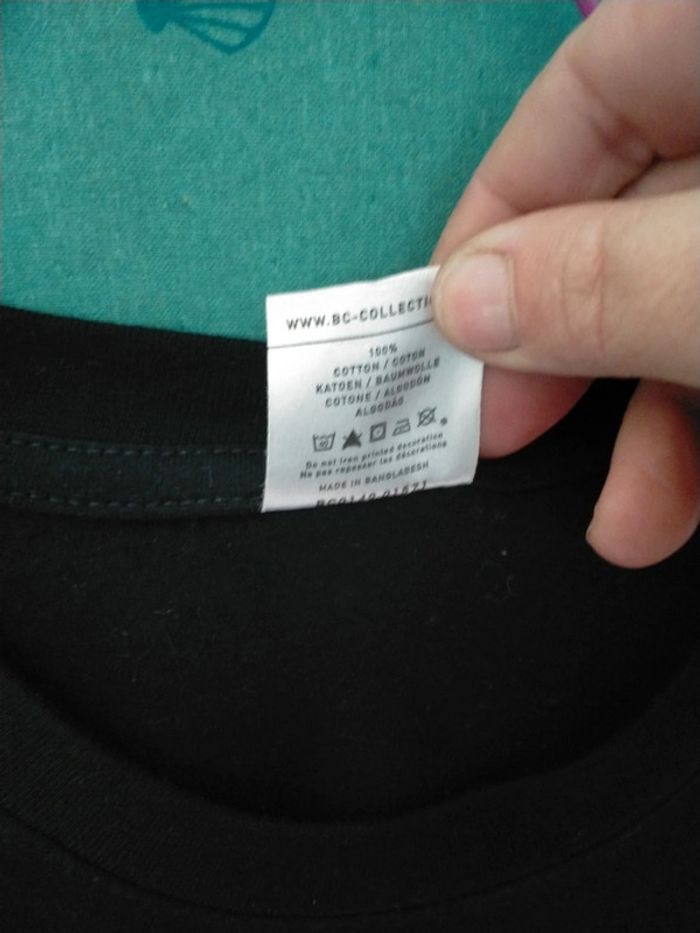 WWW.BC-COLLECTI
100%
COTTON / COTON
KATOEN / BAUMWOLLE
COTONE / ALGODÓN
ALGODÃO
Do not iron printed decoration
Ne pas repasser les décorations
MADE IN BANGLADESH